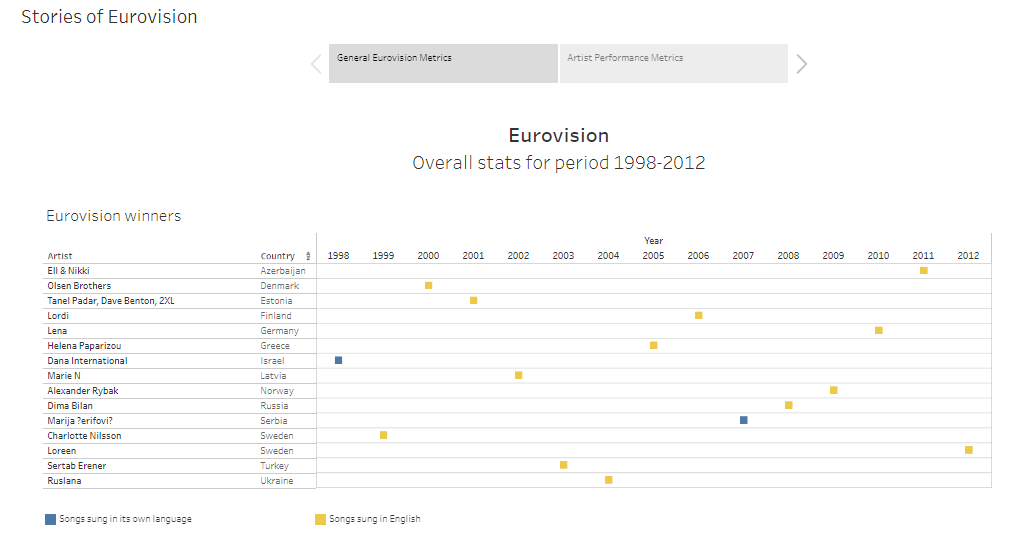 Stories of Eurovision
General Eurovision Metrics
Artist Performance Metrics
Eurovision
Overall stats for period 1998-2012
Eurovision winners
Year
Artist Country 1998 1999 2000 2001 2002 2003 2004 2005 2006 2007 2008 2009 2010 2011 2012
Ell & Nikki Azerbaijan
Olsen Brothers Denmark
Tanel Padar, Dave Benton, 2XL Estonia
Lordi Finland
Lena Germany
Helena Paparizou Greece
Dana International Israel
Marie N Latvia
Alexander Rybak Norway
Dima Bilan Russia
Marija ?erifovi? Serbia
Charlotte Nilsson Sweden
Loreen Sweden
Sertab Erener Turkey
Ruslana Ukraine
Songs sung in its own language
Songs sung in English